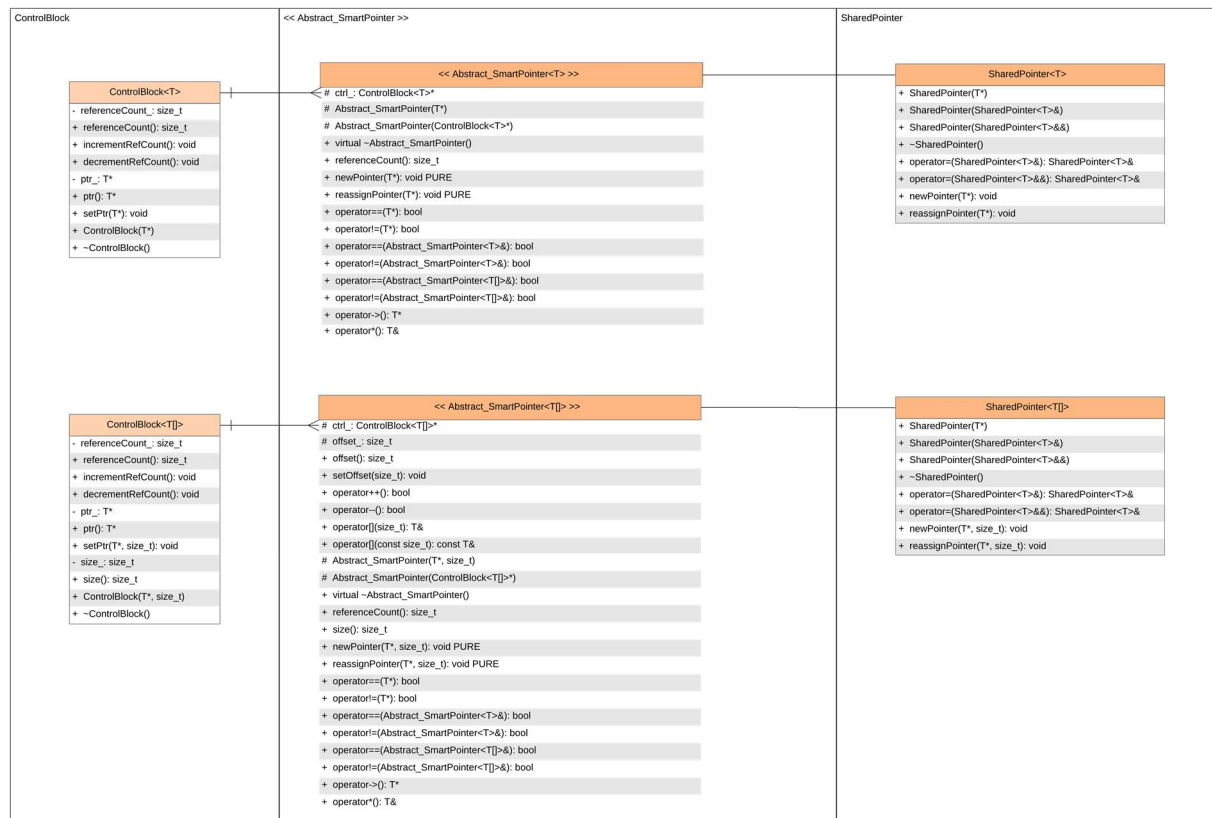 ControlBlock
<< Abstract_SmartPointer >>
SharedPointer
ControlBlock<T>
- referenceCount_: size_t
+ referenceCount(): size_t
+ incrementRefCount(): void
+ decrementRefCount(): void
- ptr_: T*
+ ptr(): T*
+ setPtr(T*): void
+ ControlBlock(T*)
+ ~ControlBlock()
<< Abstract_SmartPointer<T> >>
# ctrl_: ControlBlock<T>*
# Abstract_SmartPointer(T*)
# Abstract_SmartPointer(ControlBlock<T>*)
+ virtual ~Abstract_SmartPointer()
+ referenceCount(): size_t
+ newPointer(T*): void PURE
+ reassignPointer(T*): void PURE
+ operator==(T*): bool
+ operator!=(T*): bool
+ operator==(Abstract_SmartPointer<T>&): bool
+ operator!=(Abstract_SmartPointer<T>&): bool
+ operator==(Abstract_SmartPointer<T[]>&): bool
+ operator!=(Abstract_SmartPointer<T[]>&): bool
+ operator->(): T*
+ operator*(): T&
SharedPointer<T>
+ SharedPointer(T*)
+ SharedPointer(SharedPointer<T>&)
+ SharedPointer(SharedPointer<T>&&)
+ ~SharedPointer()
+ operator=(SharedPointer<T>&): SharedPointer<T>&
+ operator=(SharedPointer<T>&&): SharedPointer<T>&
+ newPointer(T*): void
+ reassignPointer(T*): void
ControlBlock<T[]>
- referenceCount_: size_t
+ referenceCount(): size_t
+ incrementRefCount(): void
+ decrementRefCount(): void
- ptr_: T*
+ ptr(): T*
+ setPtr(T*, size_t): void
- size_: size_t
+ size(): size_t
+ ControlBlock(T*, size_t)
+ ~ControlBlock()
<< Abstract_SmartPointer<T[]> >>
# ctrl_: ControlBlock<T[]>*
# offset_: size_t
+ offset(): size_t
+ setOffset(size_t): void
+ operator++(): bool
+ operator--(): bool
+ operator[](size_t): T&
+ operator[](const size_t): const T&
# Abstract_SmartPointer(T*, size_t)
# Abstract_SmartPointer(ControlBlock<T[]>*)
+ virtual ~Abstract_SmartPointer()
+ referenceCount(): size_t
+ size(): size_t
+ newPointer(T*, size_t): void PURE
+ reassignPointer(T*, size_t): void PURE
+ operator==(T*): bool
+ operator!=(T*): bool
+ operator==(Abstract_SmartPointer<T>&): bool
+ operator!=(Abstract_SmartPointer<T>&): bool
+ operator==(Abstract_SmartPointer<T[]>&): bool
+ operator!=(Abstract_SmartPointer<T[]>&): bool
+ operator->(): T*
+ operator*(): T&
SharedPointer<T[]>
+ SharedPointer(T*)
+ SharedPointer(SharedPointer<T>&)
+ SharedPointer(SharedPointer<T>&&)
+ ~SharedPointer()
+ operator=(SharedPointer<T>&): SharedPointer<T>&
+ operator=(SharedPointer<T>&&): SharedPointer<T>&
+ newPointer(T*, size_t): void
+ reassignPointer(T*, size_t): void